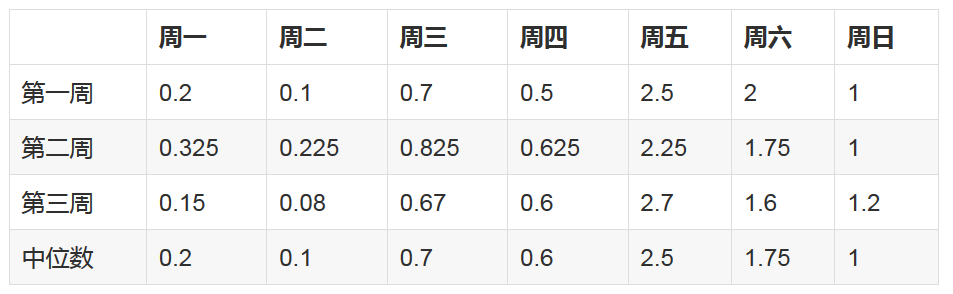 周一 周二 周三 周四 周五 周六 周日
第一周 0.2 0.1 0.7 0.5 2.5 2 1
第二周 0.325 0.225 0.825 0.625 2.25 1.75 1
第三周 0.15 0.08 0.67 0.6 2.7 1.6 1.2
中位数 0.2 0.1 0.7 0.6 2.5 1.75 1